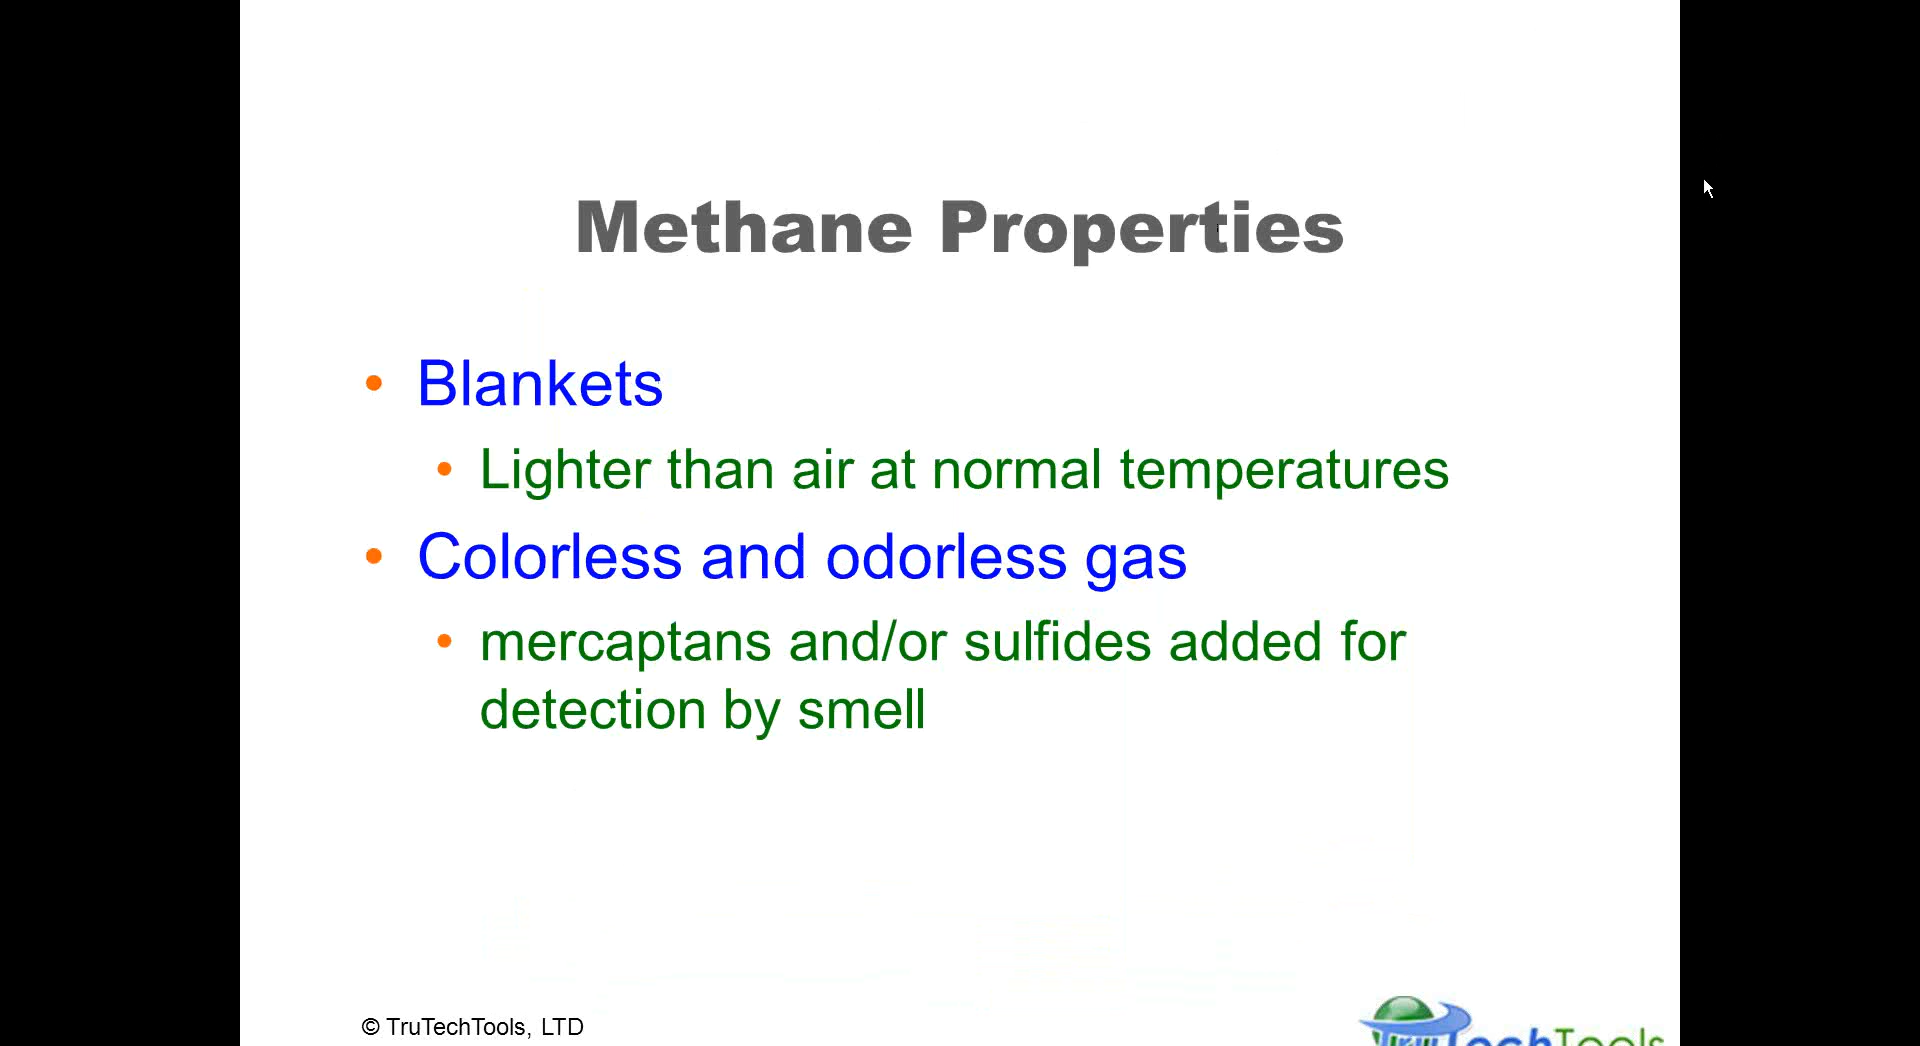 Methane Properties
• Blankets
• Lighter than air at normal temperatures
• Colorless and odorless gas
• mercaptans and/or sulfides added for
detection by smell
© TruTechTools, LTD
TechTools